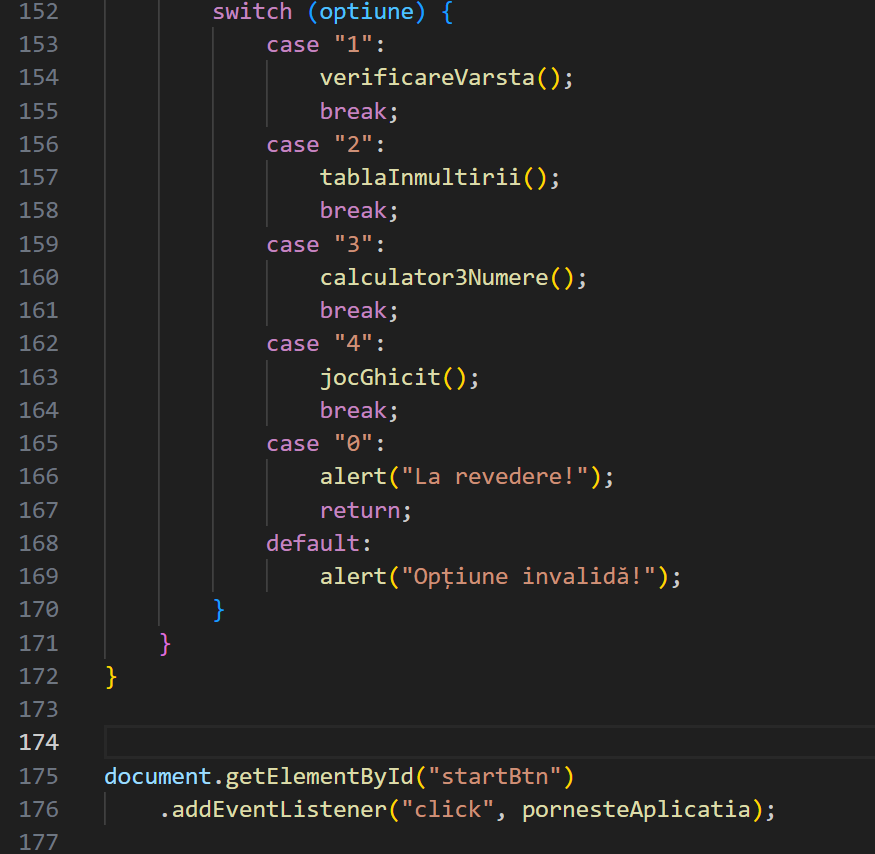 152 switch (optiune) {
153 case "1":
154 verificareVarsta();
155 break;
156 case "2":
157 tablaInmultirii();
158 break;
159 case "3":
160 calculator3Numere();
161 break;
162 case "4":
163 jocGhicit();
164 break;
165 case "0":
166 alert("La revedere!");
167 return;
168 default:
169 alert("Opțiune invalidă!");
170 }
171 }
172 }
173
174
175 document.getElementById("startBtn")
176 .addEventListener("click", pornesteAplicatia);
177